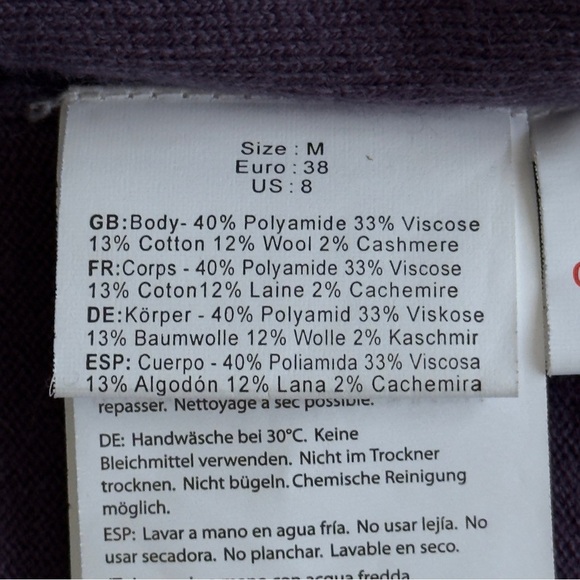 Size : M
Euro : 38
US : 8
GB:Body- 40% Polyamide 33% Viscose
13% Cotton 12% Wool 2% Cashmere
FR:Corps - 40% Polyamide 33% Viscose
13% Coton12% Laine 2% Cachemire
DE:Körper - 40% Polyamid 33% Viskose
13% Baumwolle 12% Wolle 2% Kaschmir
ESP: Cuerpo - 40% Poliamida 33% Viscosa
13% Algodón 12% Lana 2% Cachemira
repasser. Nettoyage à sec possible.
DE: Handwäsche bei 30°C. Keine
Bleichmittel verwenden. Nicht im Trockner
trocknen. Nicht bügeln. Chemische Reinigung
möglich.
ESP: Lavar a mano en agua fría. No usar lejía. No
usar secadora. No planchar. Lavable en seco.
acqua fredda